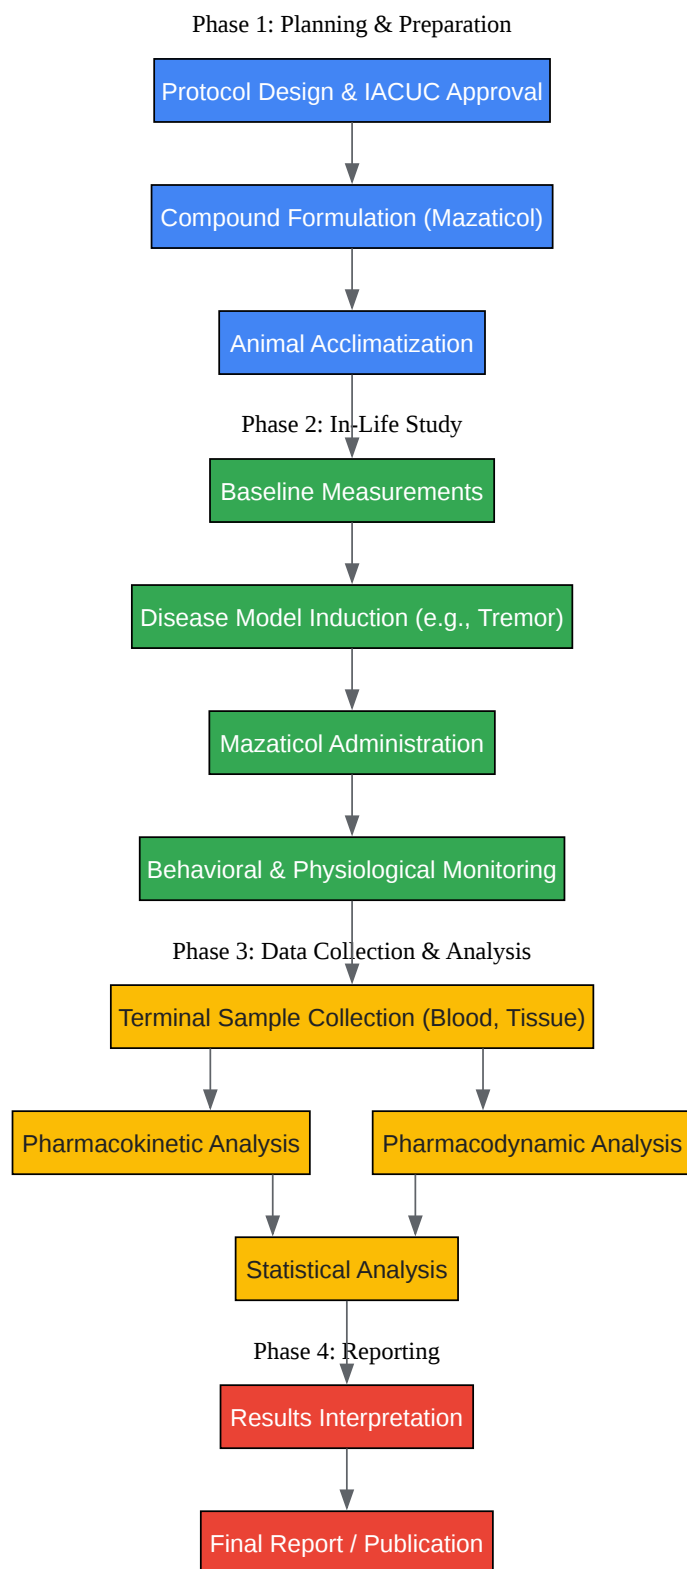 Phase 1: Planning & Preparation
Protocol Design & IACUC Approval
Compound Formulation (Mazaticol)
Animal Acclimatization
Phase 2: In-Life Study
Baseline Measurements
Disease Model Induction (e.g., Tremor)
Mazaticol Administration
Behavioral & Physiological Monitoring
Phase 3: Data Collection & Analysis
Terminal Sample Collection (Blood, Tissue)
Pharmacokinetic Analysis
Pharmacodynamic Analysis
Statistical Analysis
Phase 4: Reporting
Results Interpretation
Final Report / Publication